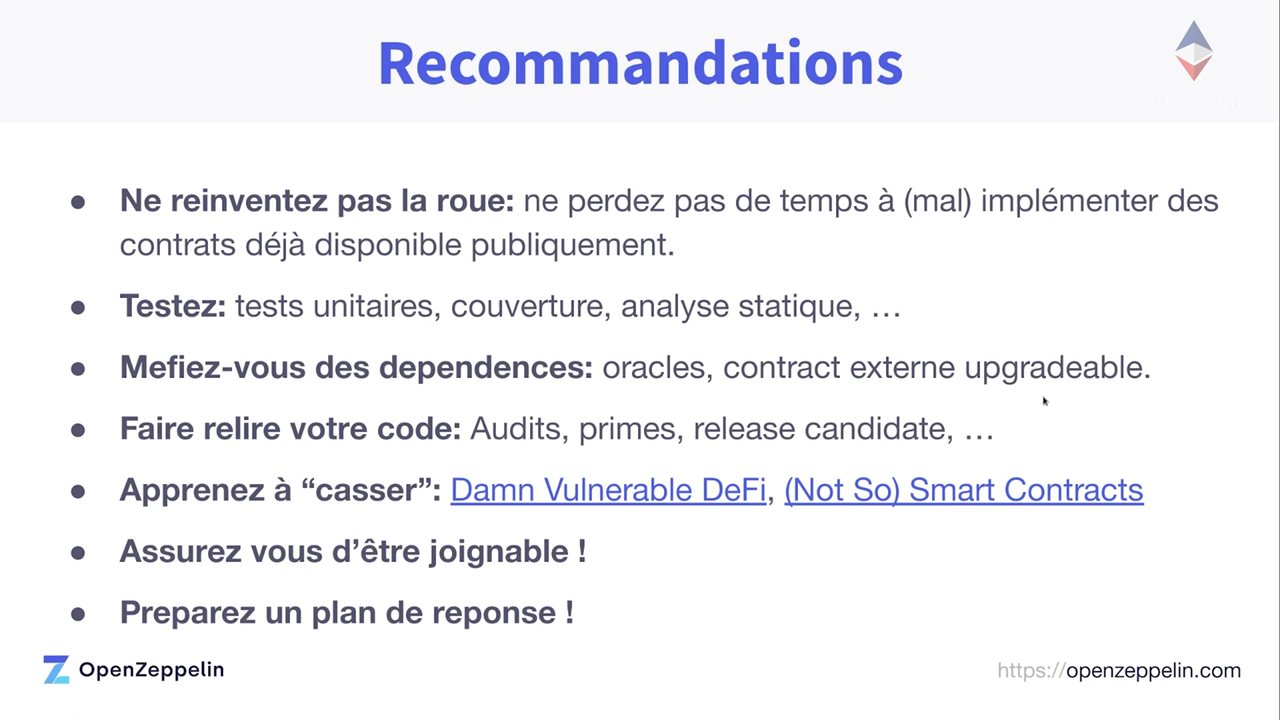 Recommandations
● Ne reinventez pas la roue: ne perdez pas de temps à (mal) implémenter des
contrats déjà disponible publiquement.
● Testez: tests unitaires, couverture, analyse statique, …
● Mefiez-vous des dependences: oracles, contract externe upgradeable.
● Faire relire votre code: Audits, primes, release candidate, …
● Apprenez à “casser”: Damn Vulnerable DeFi, (Not So) Smart Contracts
● Assurez vous d’être joignable !
● Preparez un plan de reponse !
OpenZeppelin
https://openzeppelin.com